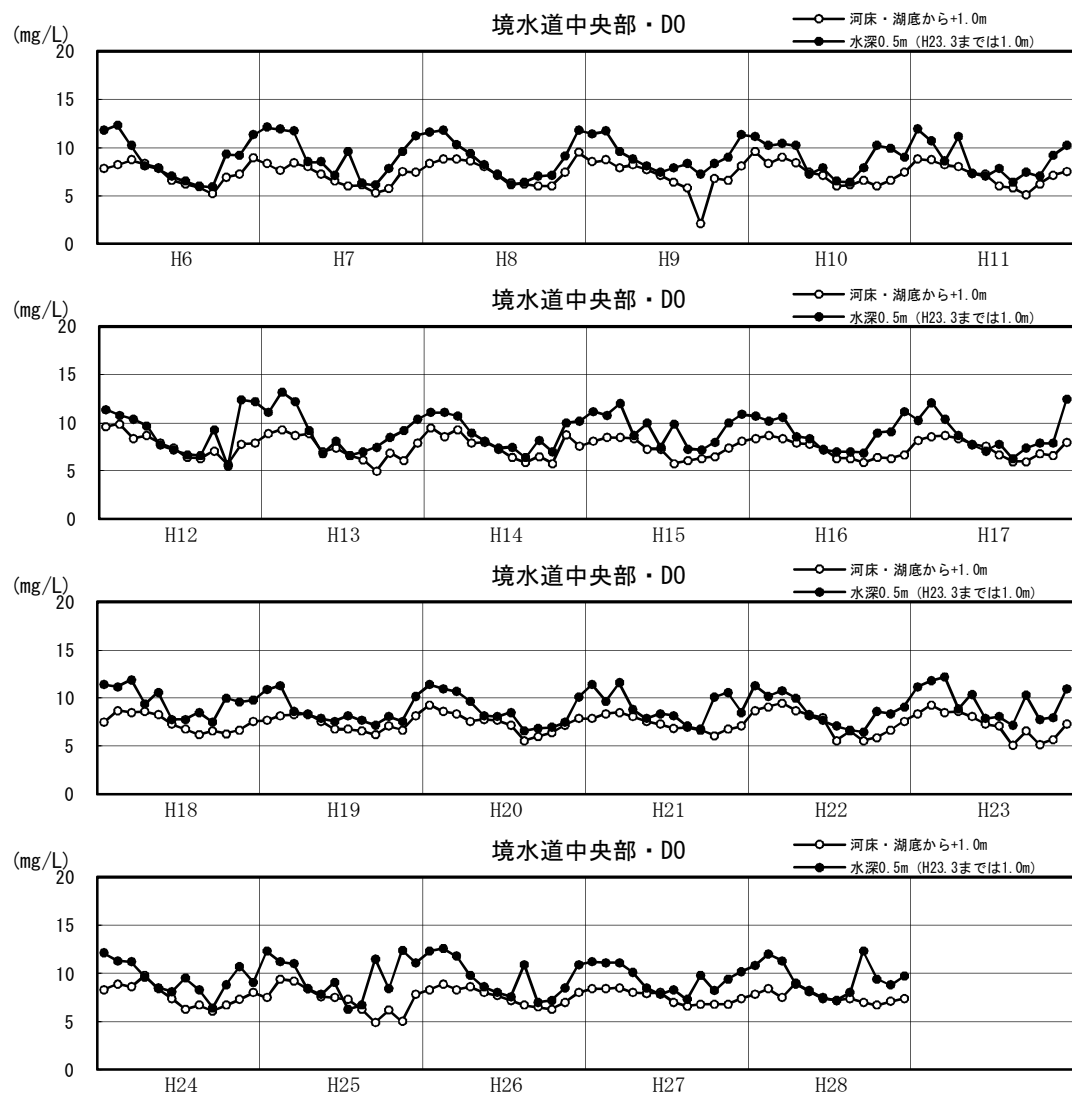 境水道中央部・DO
(mg/L)
河床・湖底から+1.0m
水深0.5m（H23.3までは1.0m）
20
15
10
5
0
H6 H7 H8 H9 H10 H11
境水道中央部・DO
(mg/L)
河床・湖底から+1.0m
水深0.5m（H23.3までは1.0m）
20
15
10
5
0
H12 H13 H14 H15 H16 H17
境水道中央部・DO
(mg/L)
河床・湖底から+1.0m
水深0.5m（H23.3までは1.0m）
20
15
10
5
0
H18 H19 H20 H21 H22 H23
境水道中央部・DO
(mg/L)
河床・湖底から+1.0m
水深0.5m（H23.3までは1.0m）
20
15
10
5
0
H24 H25 H26 H27 H28